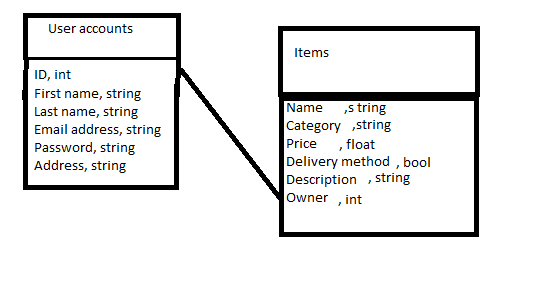 User accounts
ID, int
First name, string
Last name, string
Email address, string
Password, string
Address, string
Items
Name ,s tring
Category ,string
Price , float
Delivery method , bool
Description , string
Owner , int